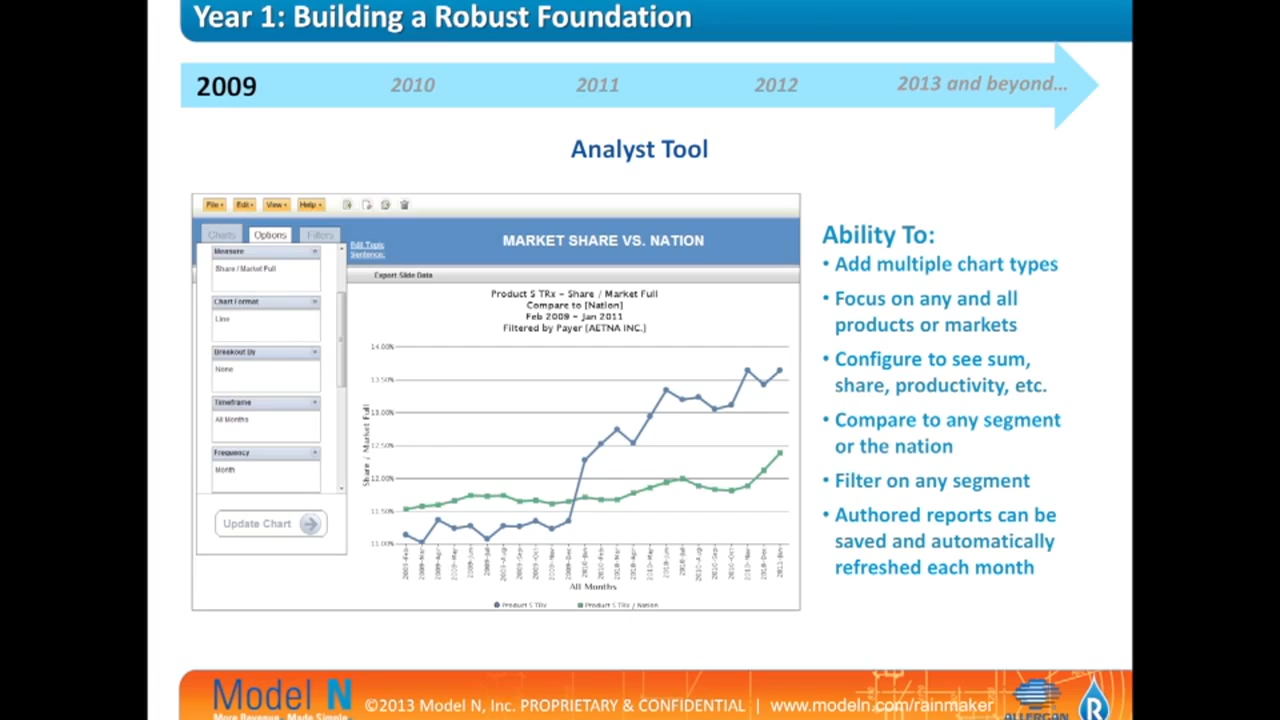 Year 1: Building a Robust Foundation
2009
2010
2011
2012
2013 and beyond...
Analyst Tool
File
Edit
View
Help
Charts
Options
Filters
Edit Topic
Sentence:
MARKET SHARE VS. NATION
Export Slide Data
Measure
Share / Market Full
Chart Format
Line
Breakout By
None
Timeframe
All Months
Frequency
Month
Update Chart
Product S TRx - Share / Market Full
Compare to [Nation]
Feb 2009 - Jan 2011
Filtered by Payer (AETNA INC.)
Share / Market Full
14.00%
13.50%
13.00%
12.50%
12.00%
11.50%
11.00%
All Months
Product S TRx
Product S TRx / Nation
Ability To:
• Add multiple chart types
• Focus on any and all
products or markets
• Configure to see sum,
share, productivity, etc.
• Compare to any segment
or the nation
• Filter on any segment
• Authored reports can be
saved and automatically
refreshed each month
Model N
More Revenue. Made Simple
©2013 Model N, Inc. PROPRIETARY & CONFIDENTIAL | www.modeln.com/rainmaker
ALLERGAN
R